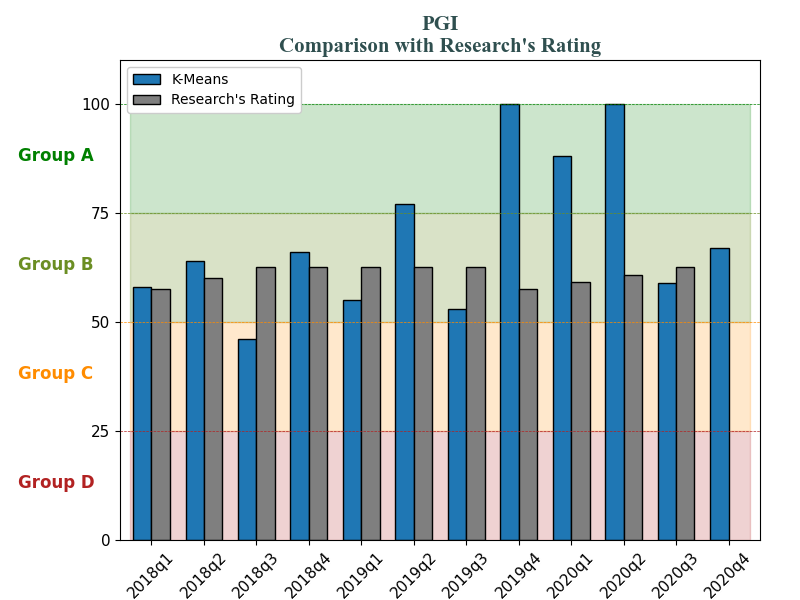 PGI
Comparison with Research's Rating
K-Means
Research's Rating
100
Group A
75
Group B
50
Group C
25
Group D
0
2018q1 2018q2 2018q3 2018q4 2019q1 2019q2 2019q3 2019q4 2020q1 2020q2 2020q3 2020q4